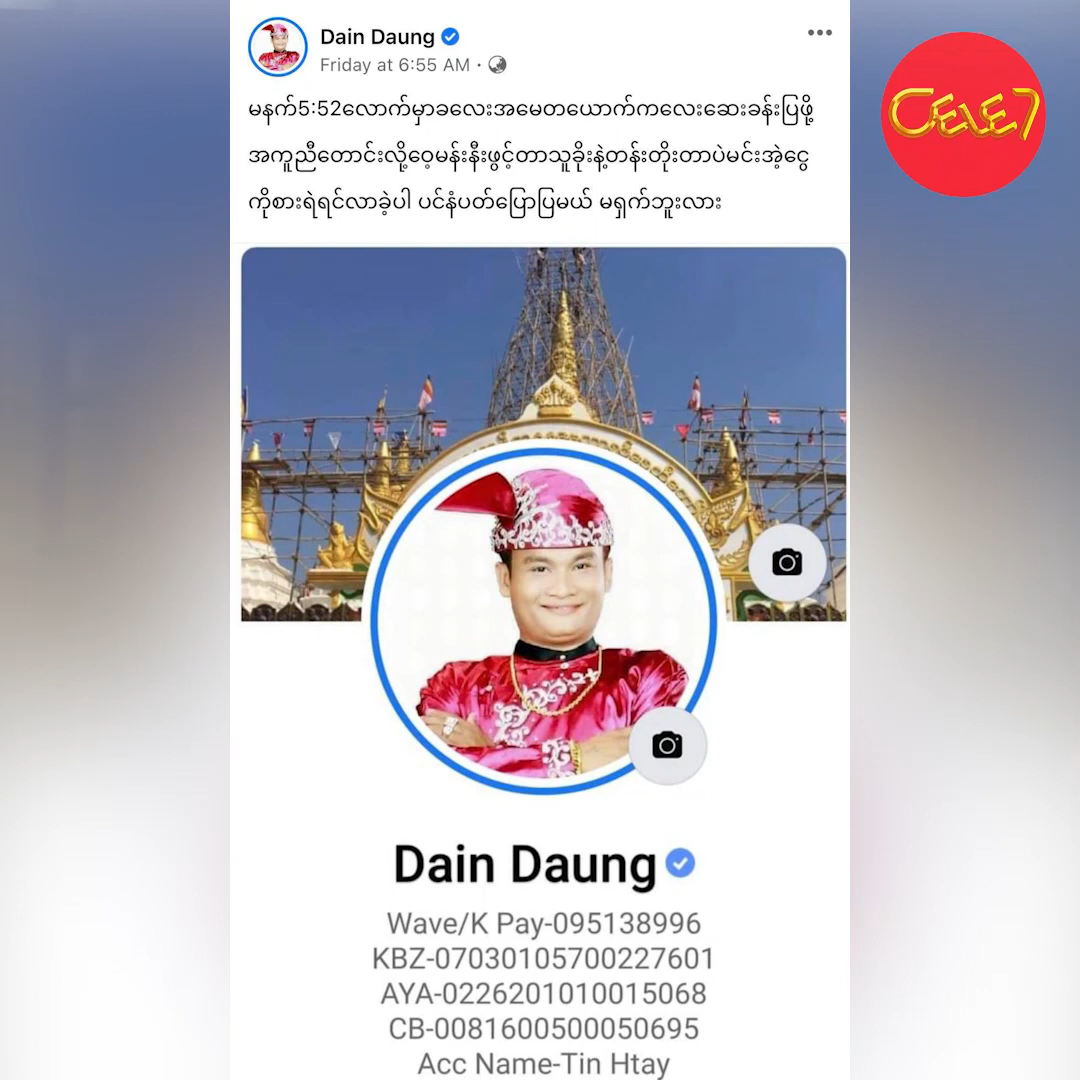 Dain Daung
Friday at 6:55 AM ·
CELE7
မနက်5:52လောက်မှာခလေးအမေတယောက်ကလေးဆေးခန်းပြဖို့
အကူညီတောင်းလို့ဝေ့မန်းနီးဖွင့်တာသူခိုးနဲ့တန်းတိုးတာပဲမင်းအဲ့ငွေ
ကိုစားရဲရင်လာခဲ့ပါ ပင်နံပတ်ပြောပြမယ် မရှက်ဘူးလား
Dain Daung
Wave/K Pay-095138996
KBZ-07030105700227601
AYA-0226201010015068
CB-0081600500050695
Acc Name-Tin Htay